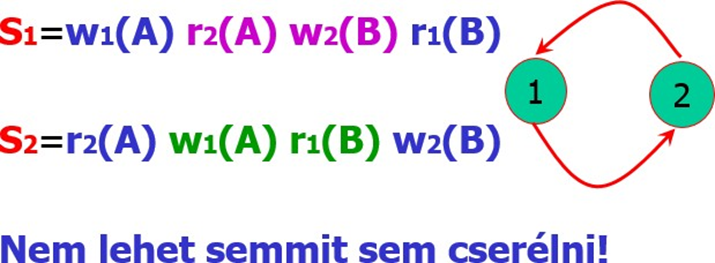 S1=w1(A) r2(A) w2(B) r1(B)
1
2
S2=r2(A) w1(A) r1(B) w2(B)
Nem lehet semmit sem cserélni!